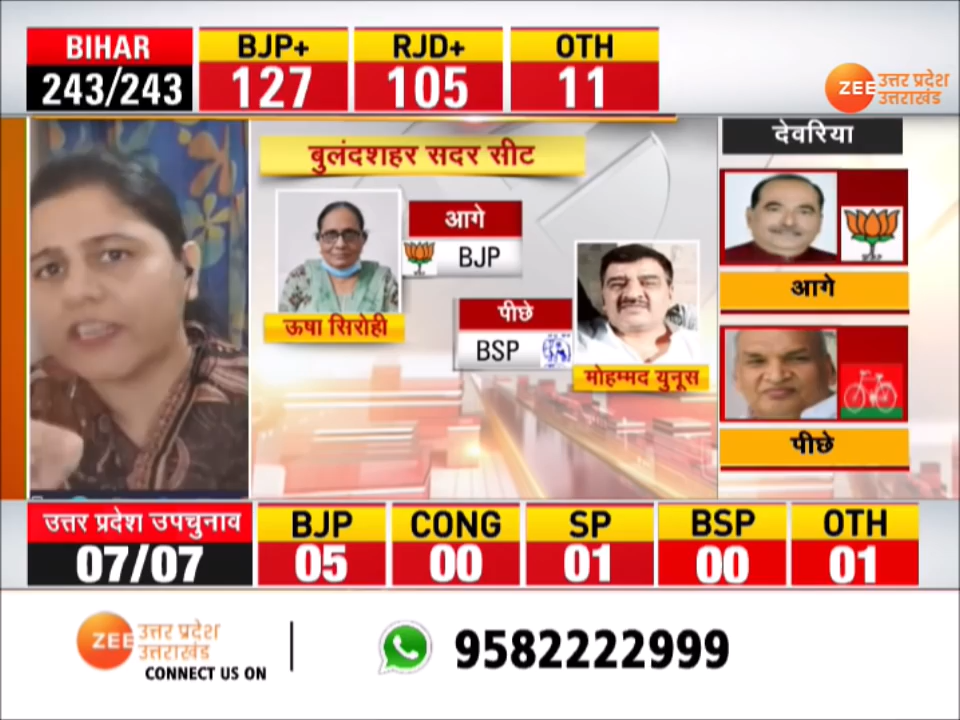 BIHAR
243/243
BJP+
127
RJD+
105
OTH
11
ZEE उत्तर प्रदेश
उत्तराखंड
बुलंदशहर सदर सीट
आगे
BJP
ऊषा सिरोही
पीछे
BSP
मोहम्मद युनूस
देवरिया
आगे
पीछे
उत्तर प्रदेश उपचुनाव
07/07
BJP
05
CONG
00
SP
01
BSP
00
OTH
01
ZEE उत्तर प्रदेश
उत्तराखंड
CONNECT US ON
9582222999